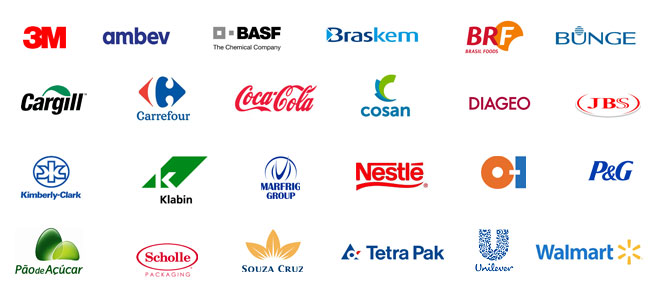 3M
ambev
BASF
The Chemical Company
Braskem
BRF
BRASIL FOODS
BUNGE
Cargill
Carrefour
Coca-Cola
cosan
DIAGEO
JBS
Kimberly-Clark
Klabin
MARFRIG
GROUP
Nestlé
O-I
P&G
Pão de Açúcar
Scholle
PACKAGING
SOUZA CRUZ
Tetra Pak
Unilever
Walmart